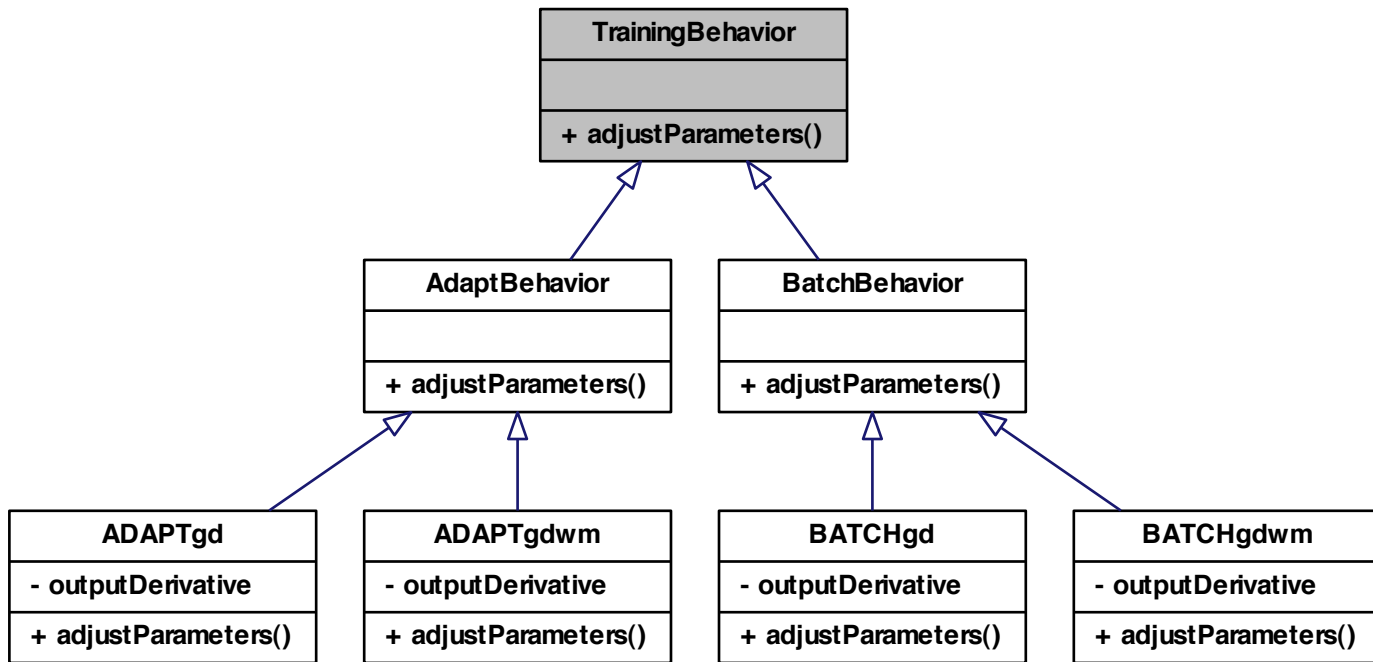 TrainingBehavior
+ adjustParameters()
AdaptBehavior
+ adjustParameters()
BatchBehavior
+ adjustParameters()
ADAPTgd
- outputDerivative
+ adjustParameters()
ADAPTgdwm
- outputDerivative
+ adjustParameters()
BATCHgd
- outputDerivative
+ adjustParameters()
BATCHgdwm
- outputDerivative
+ adjustParameters()